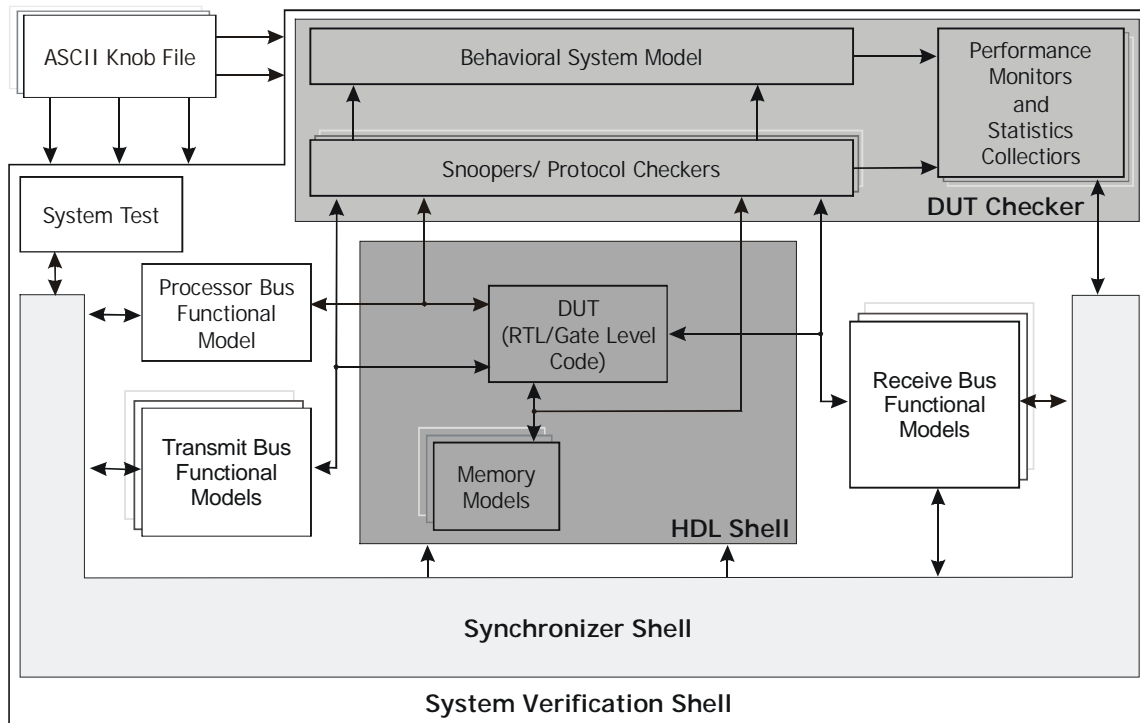 ASCII Knob File
Behavioral System Model
Performance
Monitors
and
Statistics
Collectiors
Snoopers/ Protocol Checkers
DUT Checker
System Test
Processor Bus
Functional
Model
DUT
(RTL/Gate Level
Code)
Receive Bus
Functional
Models
Transmit Bus
Functional
Models
Memory
Models
HDL Shell
Synchronizer Shell
System Verification Shell